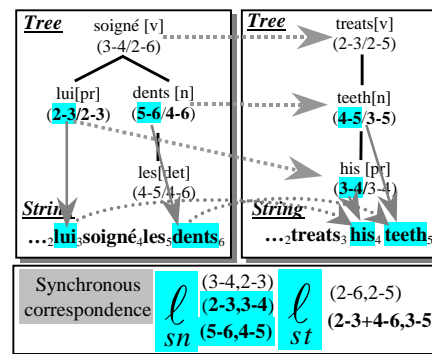 Tree
soigné [v]
(3-4/2-6)
lui[pr]
(2-3/2-3)
dents [n]
(5-6/4-6)
les[det]
(4-5/4-6)
String
...₂lui₃soigné₄les₅dents₆
Tree
treats[v]
(2-3/2-5)
teeth[n]
(4-5/3-5)
his [pr]
(3-4/3-4)
String
...₂treats₃ his₄ teeth₅
Synchronous
correspondence
ℓ sn
(3-4,2-3)
(2-3,3-4)
(5-6,4-5)
ℓ st
(2-6,2-5)
(2-3+4-6,3-5